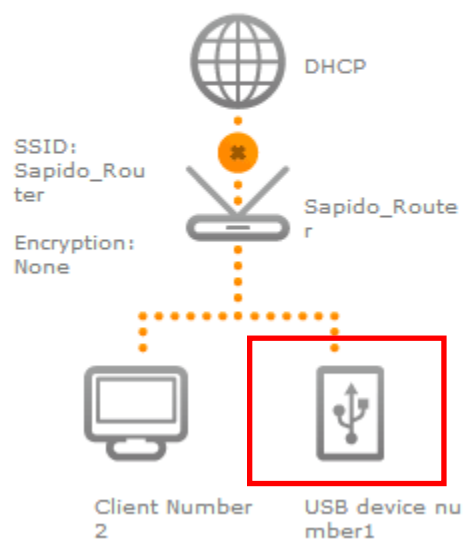 DHCP
SSID:
Sapido_Rou
ter
Sapido_Route
r
Encryption:
None
Client Number
2
USB device nu
mber1